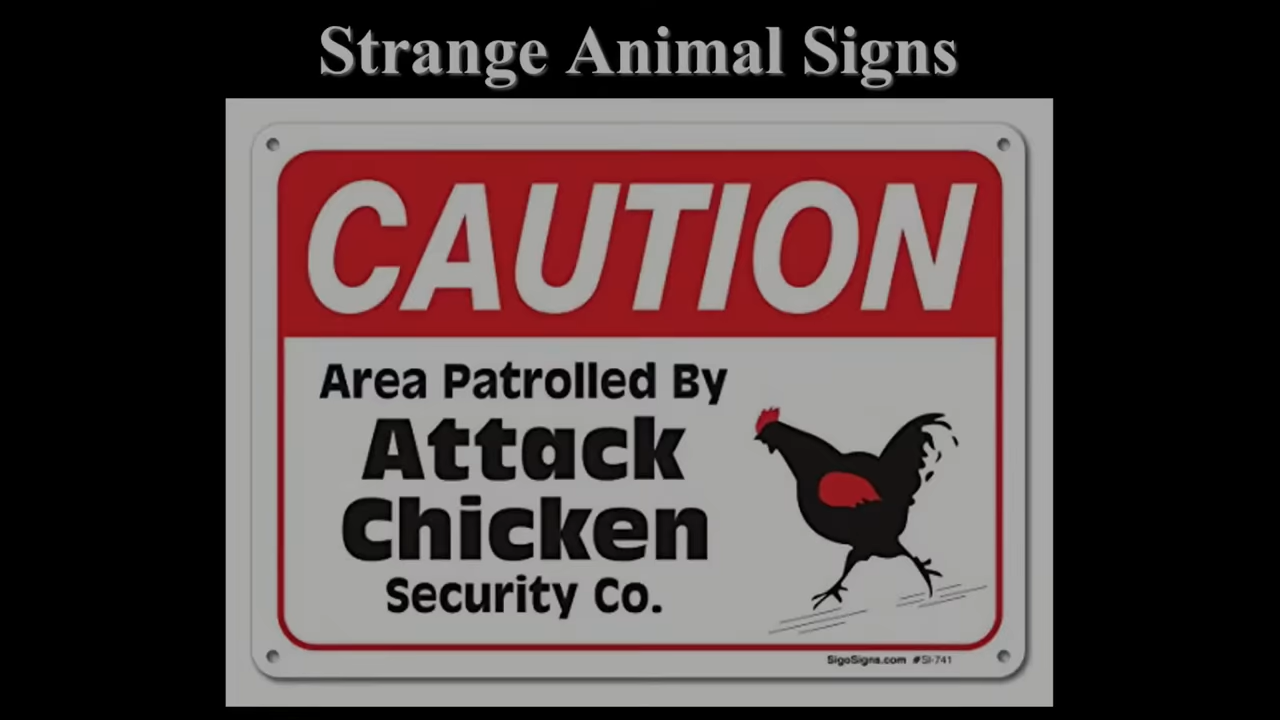 Strange Animal Signs
CAUTION
Area Patrolled By
Attack
Chicken
Security Co.
SigoSigns.com #SI-741